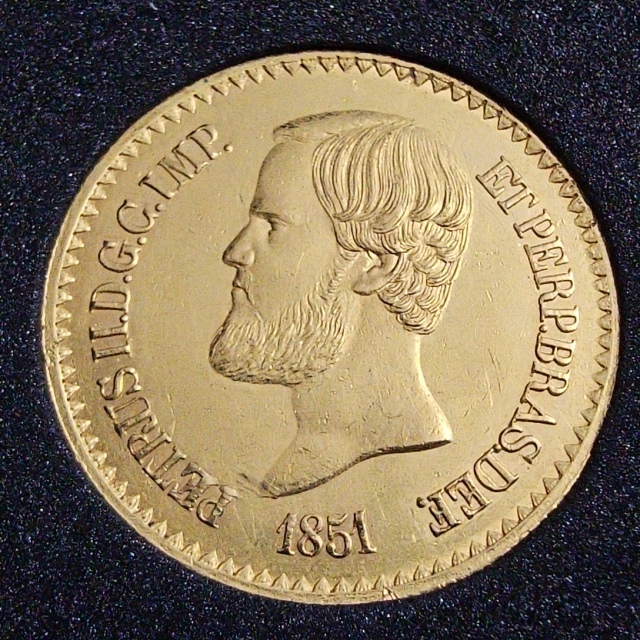 PETRUS II.D.G.C.IMP.
ET PERP.BRAS.DEF.
1851